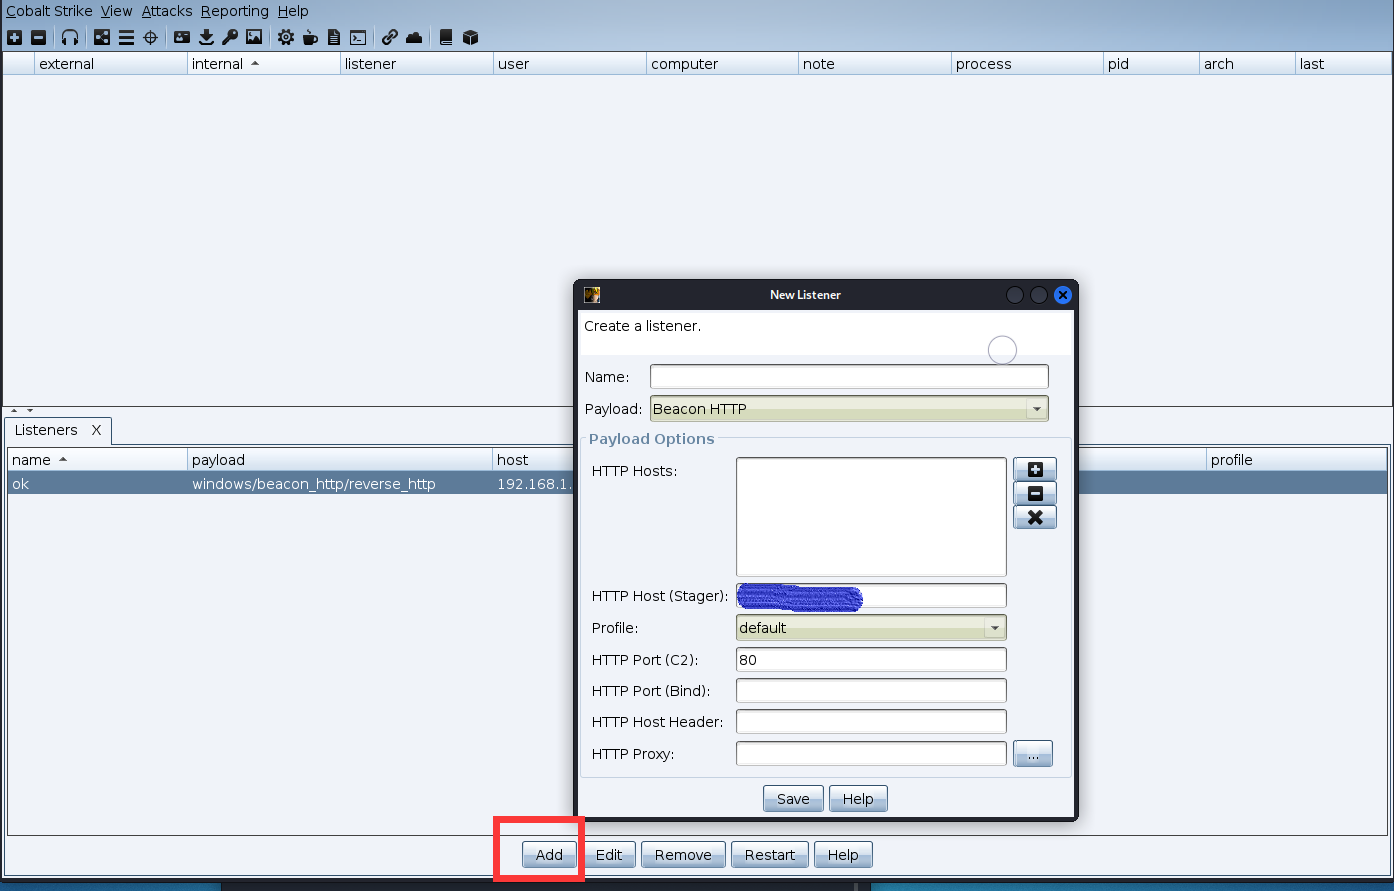 Cobalt Strike View Attacks Reporting Help
external internal listener user computer note process pid arch last
New Listener
Create a listener.
Name:
Payload: Beacon HTTP
Payload Options
HTTP Hosts:
HTTP Host (Stager):
Profile: default
HTTP Port (C2): 80
HTTP Port (Bind):
HTTP Host Header:
HTTP Proxy: ...
Save Help
Listeners X
name payload host profile
ok windows/beacon_http/reverse_http 192.168.1.
Add Edit Remove Restart Help